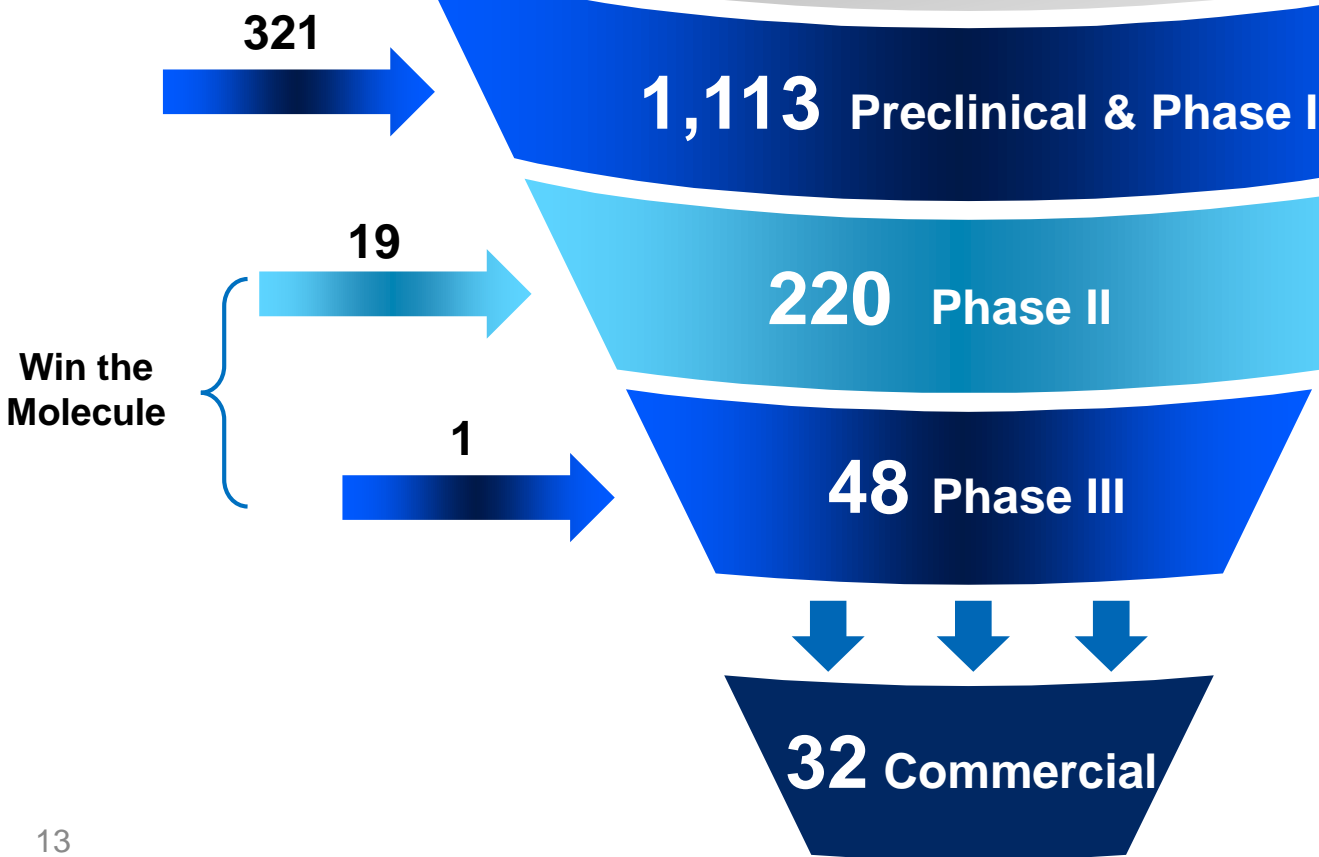 321
1,113 Preclinical & Phase I
19
220 Phase II
Win the
Molecule
1
48 Phase III
32 Commercial
13